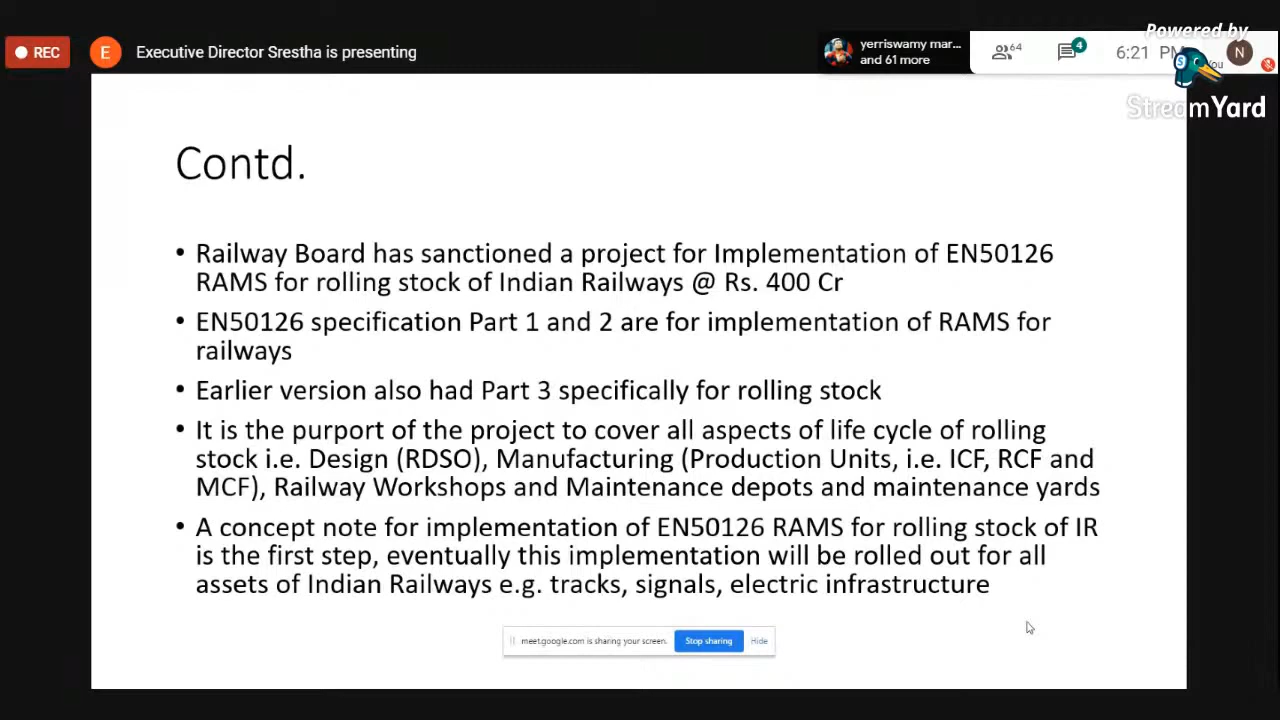 Powered by
REC
E
Executive Director Srestha is presenting
yerriswamy mar...
and 61 more
64
4
6:21 PM
You
N
StreamYard
Contd.
• Railway Board has sanctioned a project for Implementation of EN50126
RAMS for rolling stock of Indian Railways @ Rs. 400 Cr
• EN50126 specification Part 1 and 2 are for implementation of RAMS for
railways
• Earlier version also had Part 3 specifically for rolling stock
• It is the purport of the project to cover all aspects of life cycle of rolling
stock i.e. Design (RDSO), Manufacturing (Production Units, i.e. ICF, RCF and
MCF), Railway Workshops and Maintenance depots and maintenance yards
• A concept note for implementation of EN50126 RAMS for rolling stock of IR
is the first step, eventually this implementation will be rolled out for all
assets of Indian Railways e.g. tracks, signals, electric infrastructure
meet.google.com is sharing your screen.
Stop sharing
Hide